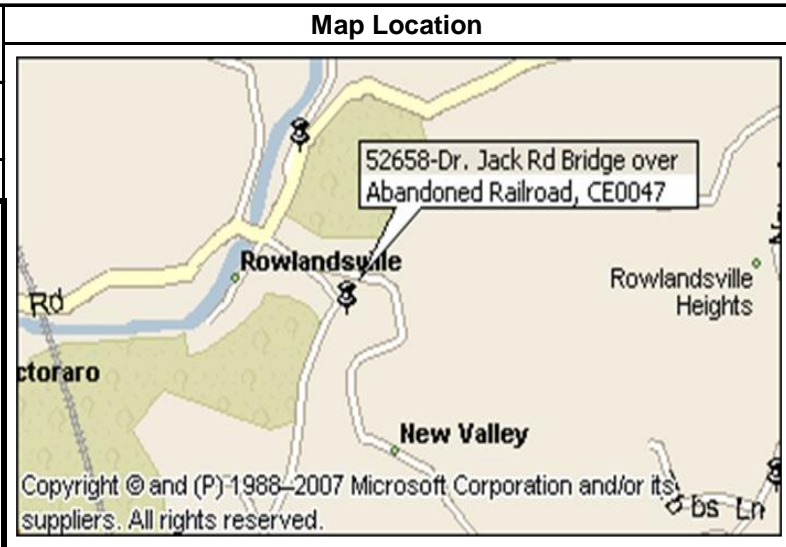 Map Location
52658-Dr. Jack Rd Bridge over
Abandoned Railroad, CE0047
Rowlandsville
Rowlandsville
Heights
Rd
ctoraro
New Valley
bs Ln
Copyright © and (P) 1988–2007 Microsoft Corporation and/or its
suppliers. All rights reserved.